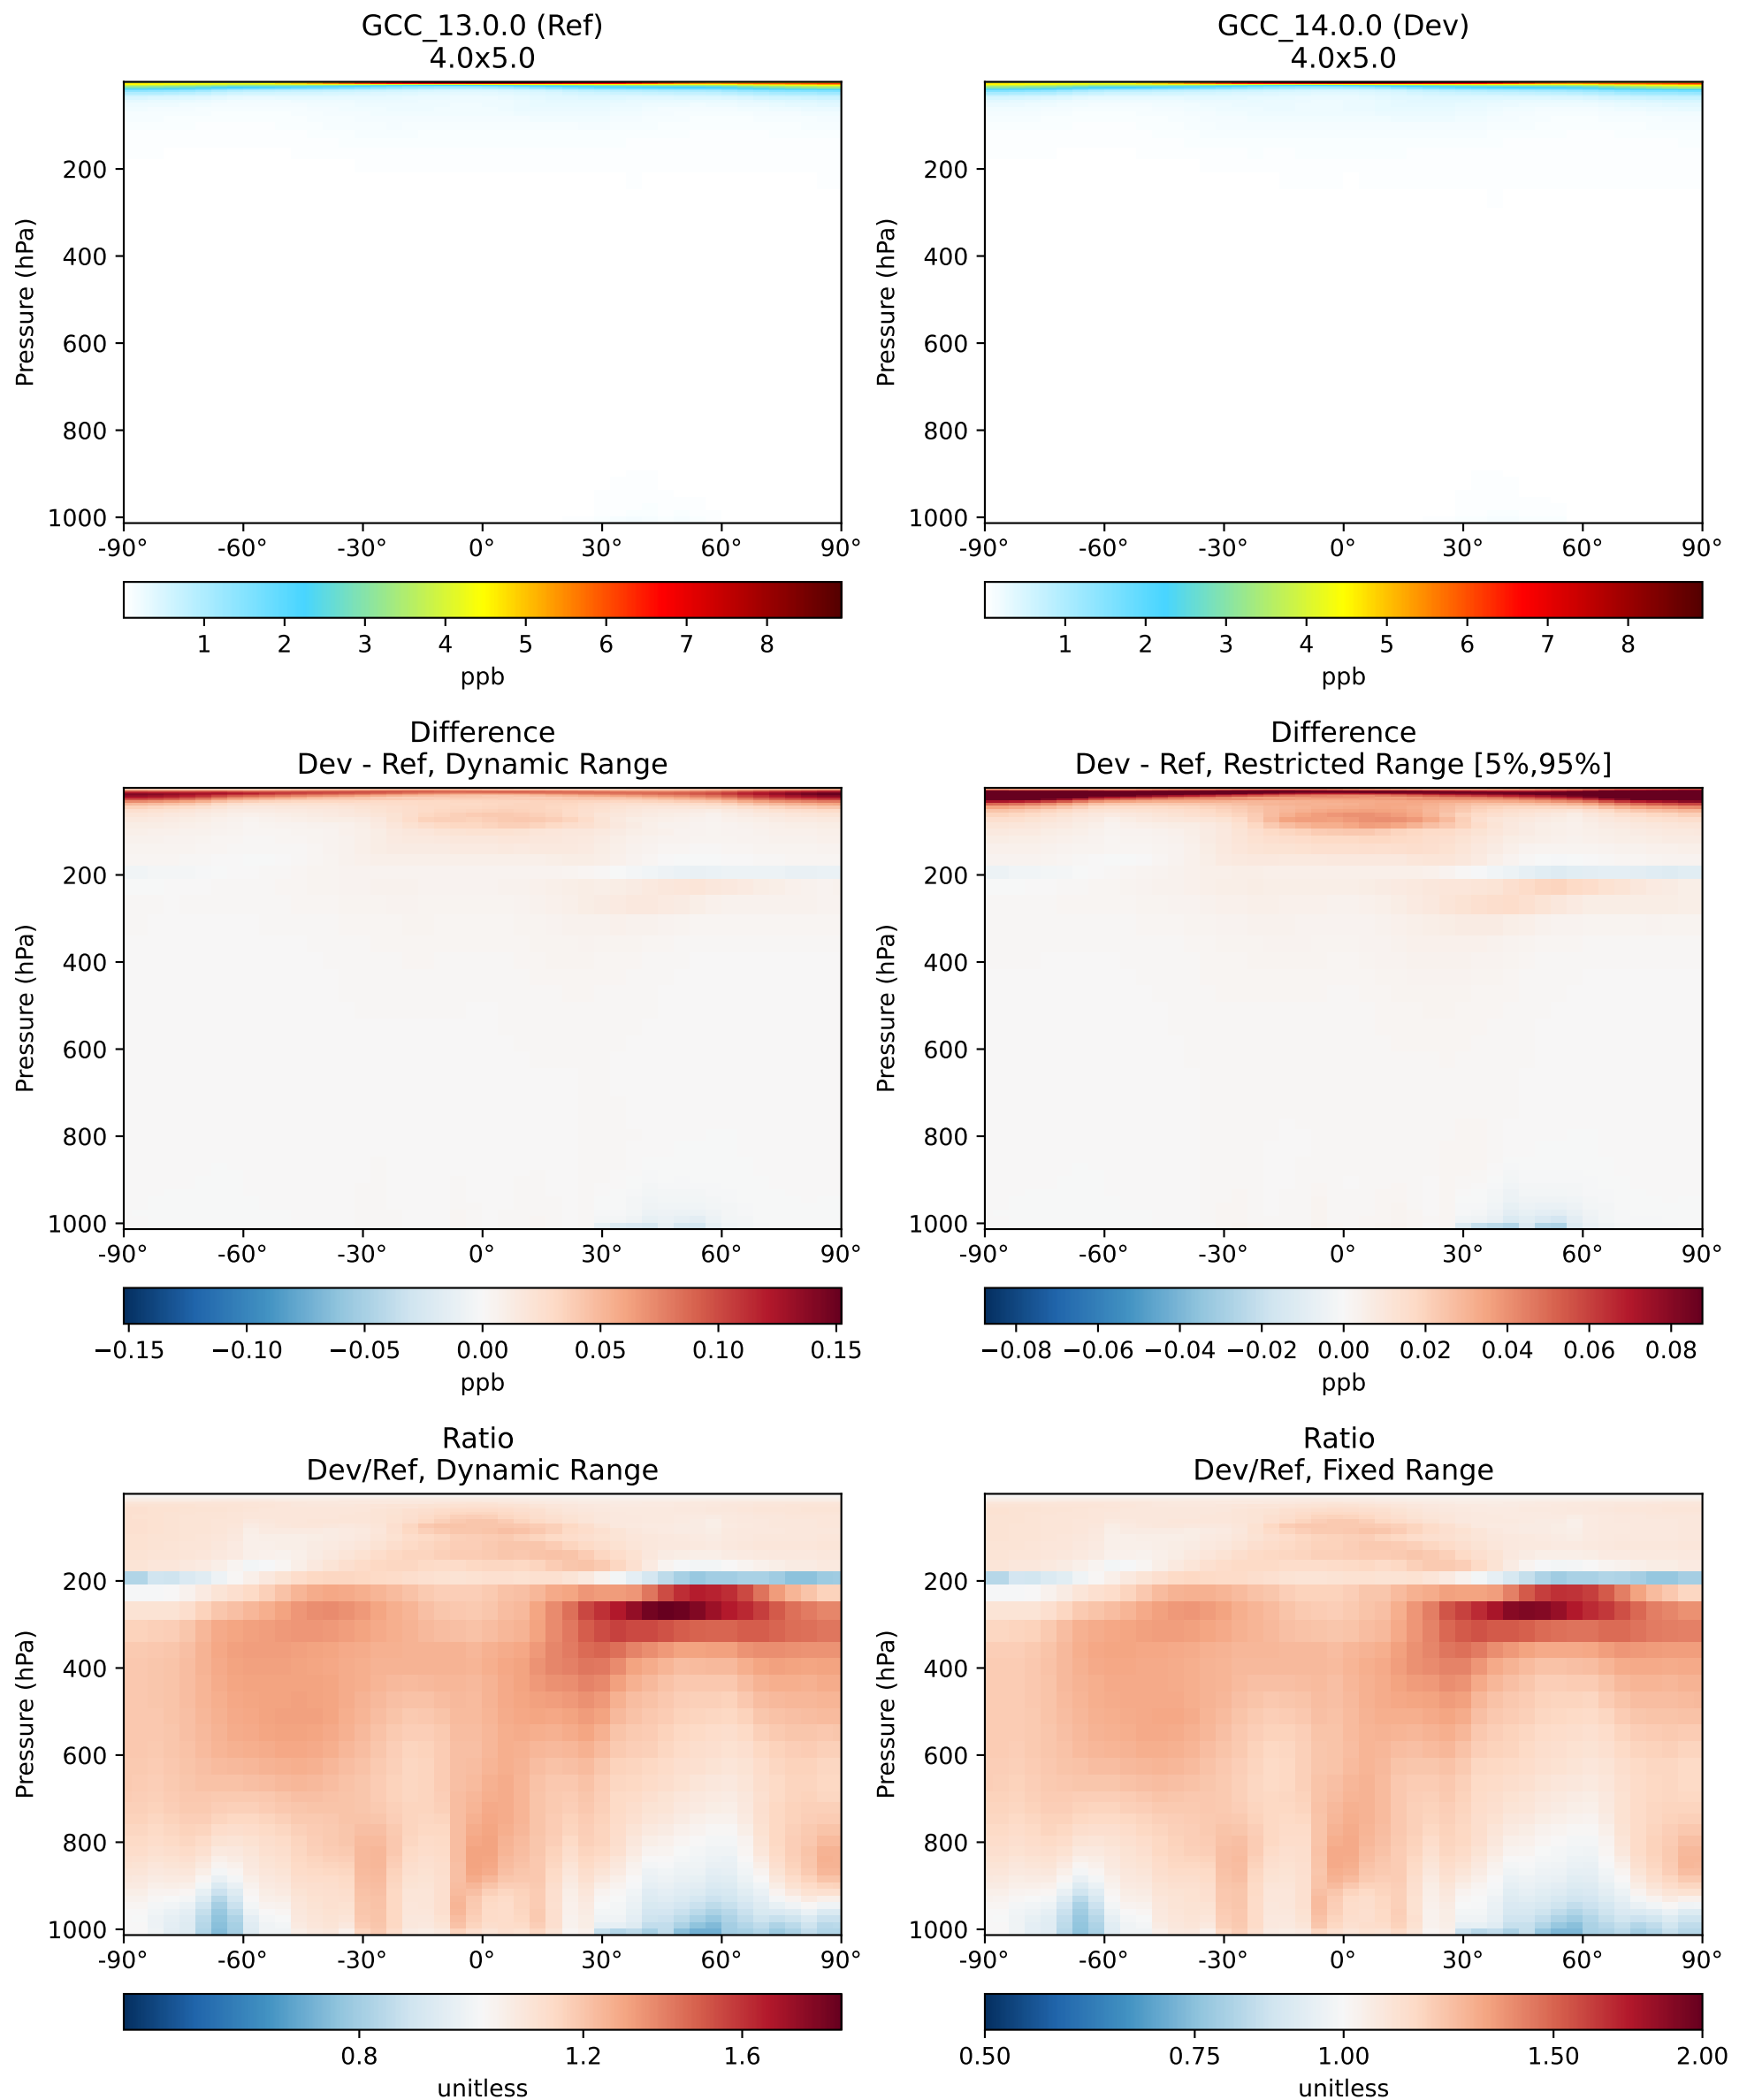 GCC_13.0.0 (Ref)
4.0x5.0
Pressure (hPa)
200
400
600
800
1000
-90° -60° -30° 0° 30° 60° 90°
1 2 3 4 5 6 7 8
ppb
GCC_14.0.0 (Dev)
4.0x5.0
Pressure (hPa)
200
400
600
800
1000
-90° -60° -30° 0° 30° 60° 90°
1 2 3 4 5 6 7 8
ppb
Difference
Dev - Ref, Dynamic Range
Pressure (hPa)
200
400
600
800
1000
-90° -60° -30° 0° 30° 60° 90°
−0.15 −0.10 −0.05 0.00 0.05 0.10 0.15
ppb
Difference
Dev - Ref, Restricted Range [5%,95%]
Pressure (hPa)
200
400
600
800
1000
-90° -60° -30° 0° 30° 60° 90°
−0.08 −0.06 −0.04 −0.02 0.00 0.02 0.04 0.06 0.08
ppb
Ratio
Dev/Ref, Dynamic Range
Pressure (hPa)
200
400
600
800
1000
-90° -60° -30° 0° 30° 60° 90°
0.8 1.2 1.6
unitless
Ratio
Dev/Ref, Fixed Range
Pressure (hPa)
200
400
600
800
1000
-90° -60° -30° 0° 30° 60° 90°
0.50 0.75 1.00 1.50 2.00
unitless